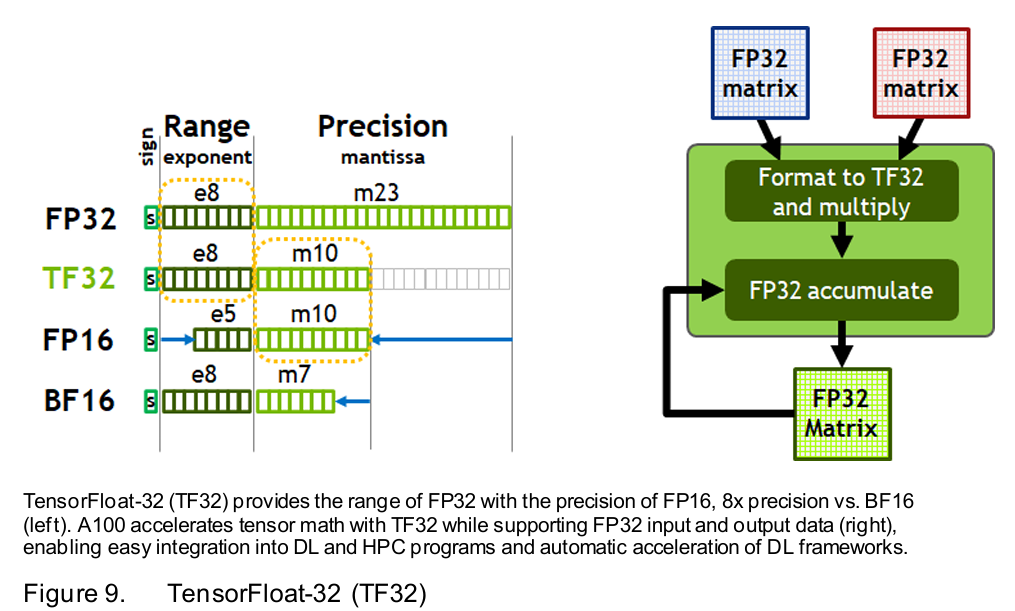 sign
Range
exponent
Precision
mantissa
FP32
s
e8
m23
TF32
s
e8
m10
FP16
s
e5
m10
BF16
s
e8
m7
FP32
matrix
FP32
matrix
Format to TF32
and multiply
FP32 accumulate
FP32
Matrix
TensorFloat-32 (TF32) provides the range of FP32 with the precision of FP16, 8x precision vs. BF16
(left). A100 accelerates tensor math with TF32 while supporting FP32 input and output data (right),
enabling easy integration into DL and HPC programs and automatic acceleration of DL frameworks.
Figure 9. TensorFloat-32 (TF32)